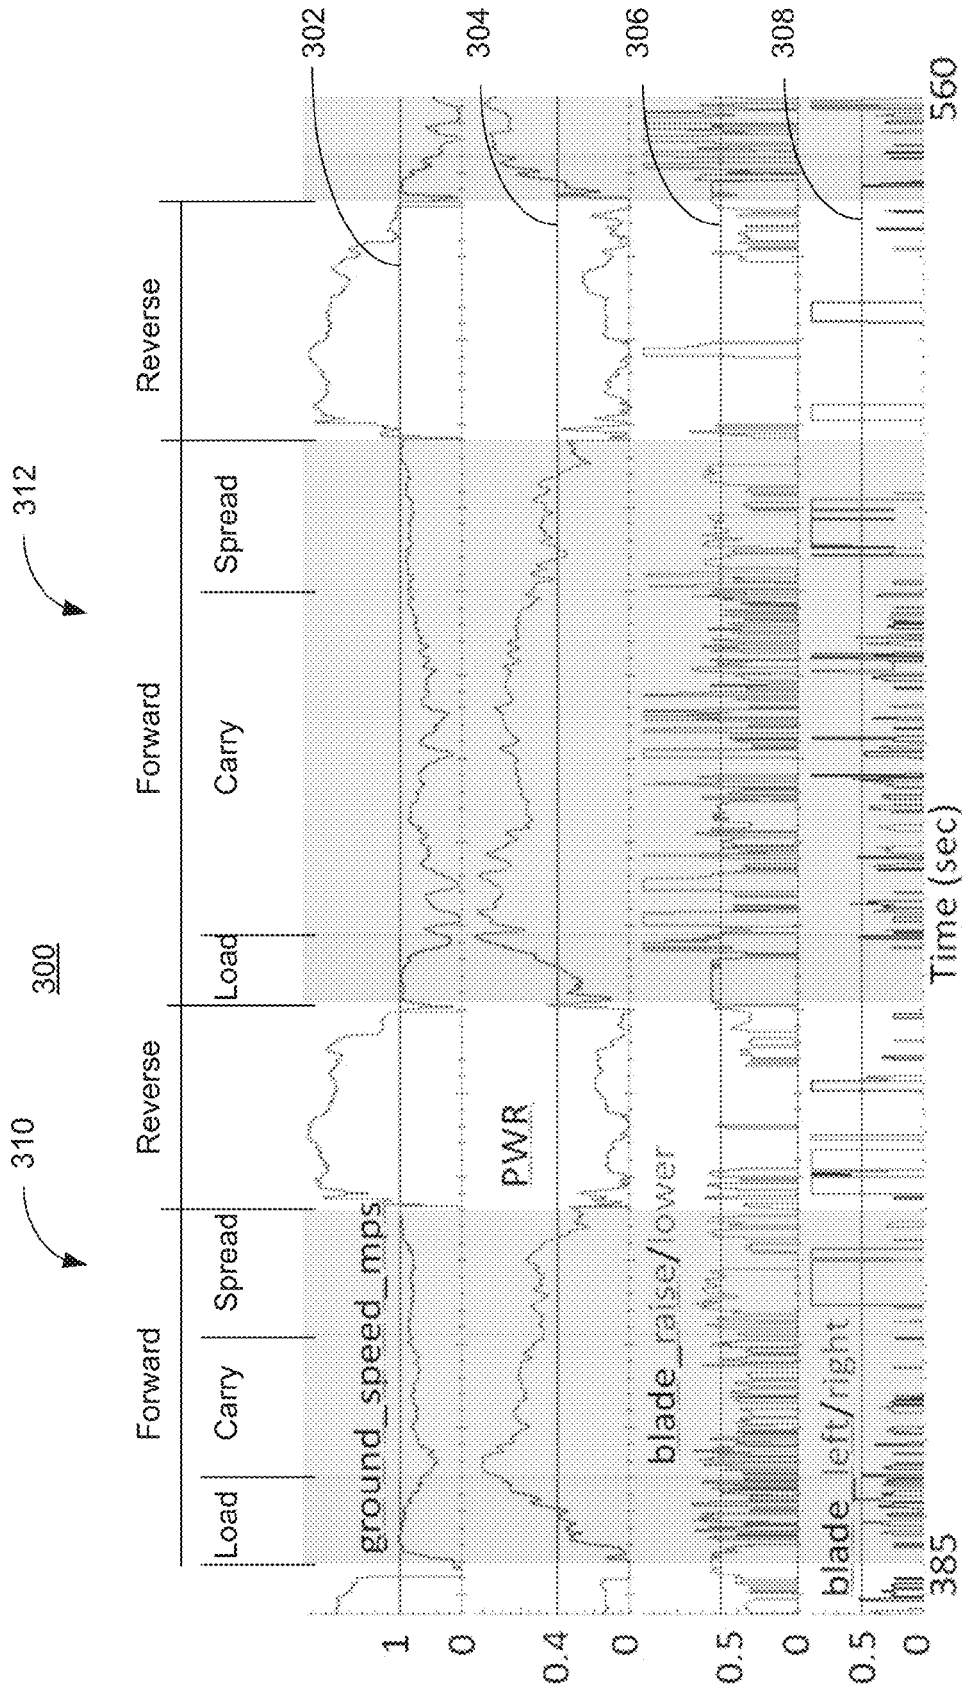 300
310
312
Forward
Reverse
Forward
Reverse
Load
Carry
Spread
Load
Carry
Spread
302
304
306
308
ground_speed_mps
1
0
PWR
0.4
0
blade_raise/lower
0.5
0
blade_left/right
0.5
0
385
Time (sec)
560